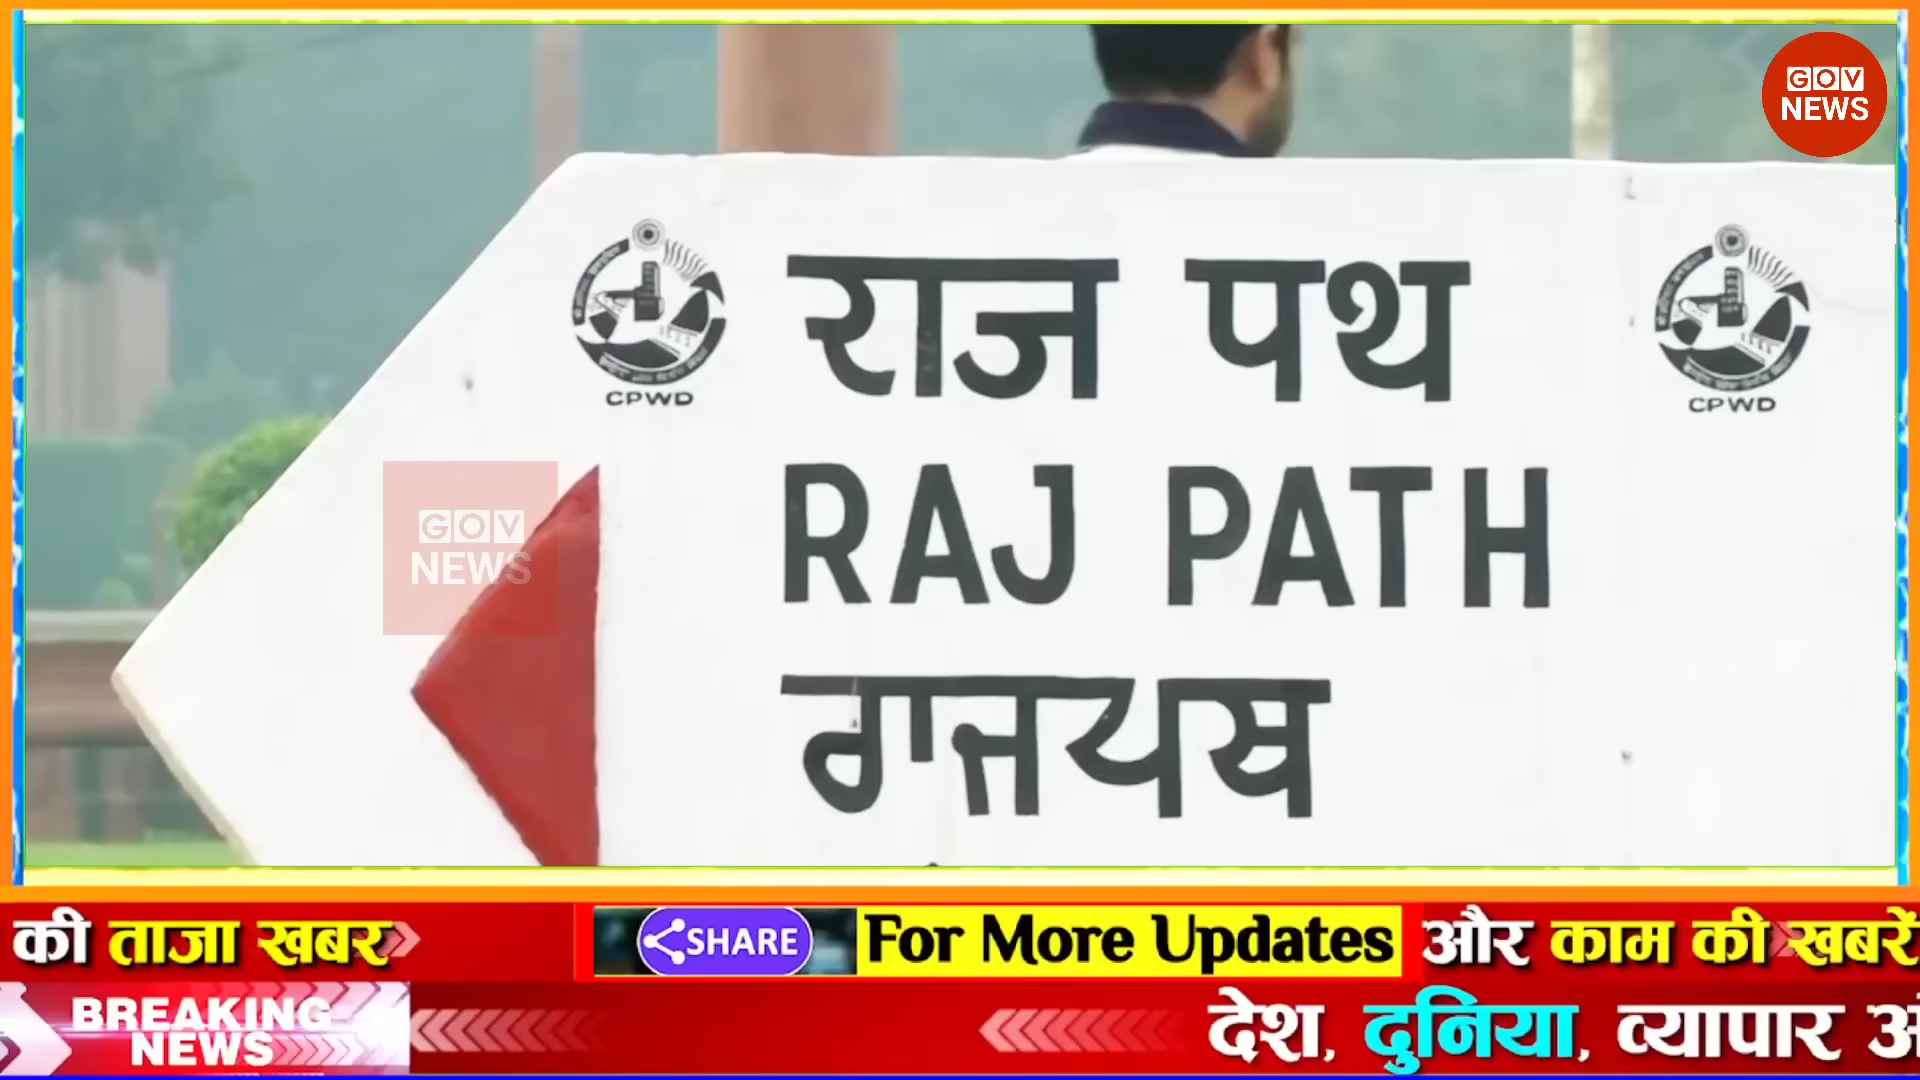 GOV
NEWS
CPWD
राज पथ
CPWD
RAJ PATH
GOV
NEWS
ਰਾਜਪਥ
की ताजा खबर
SHARE
For More Updates
और काम की खबरें
BREAKING
NEWS
देश, दुनिया, व्यापार